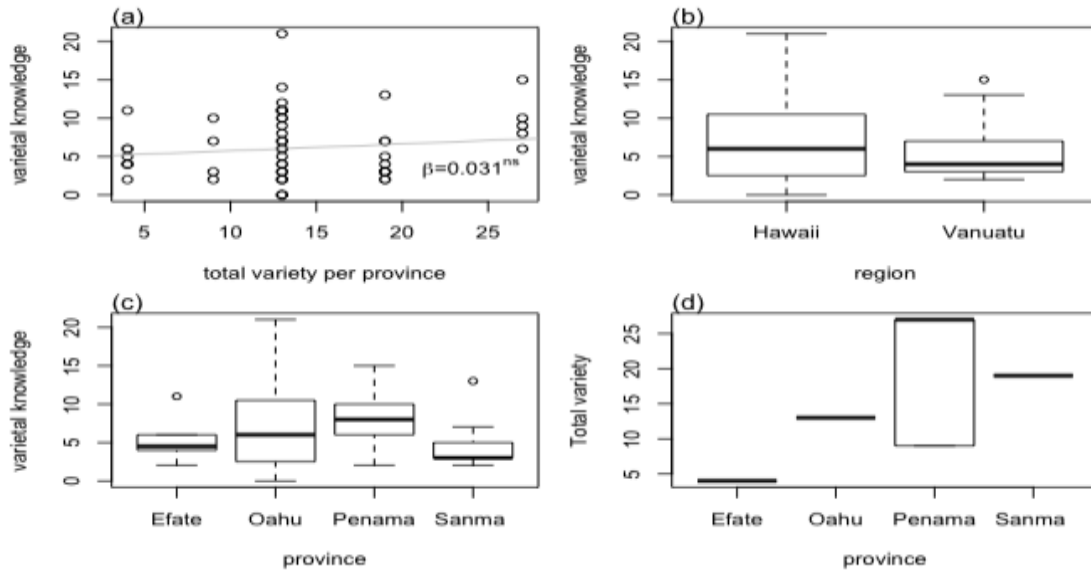 (a)
varietal knowledge
20
15
10
5
0
β=0.031ns
5 10 15 20 25
total variety per province
(b)
varietal knowledge
20
15
10
5
0
Hawaii Vanuatu
region
(c)
varietal knowledge
20
15
10
5
0
Efate Oahu Penama Sanma
province
(d)
Total variety
25
15
5
Efate Oahu Penama Sanma
province